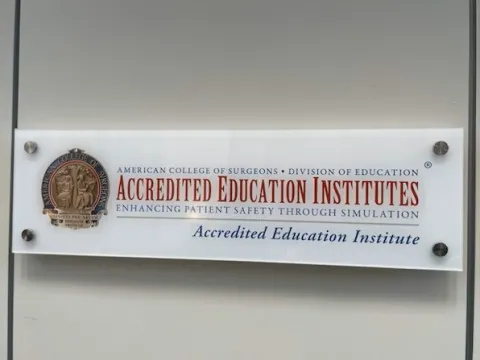 AMERICAN COLLEGE OF SURGEONS • DIVISION OF EDUCATION
ACCREDITED EDUCATION INSTITUTES®
ENHANCING PATIENT SAFETY THROUGH SIMULATION
Accredited Education Institute